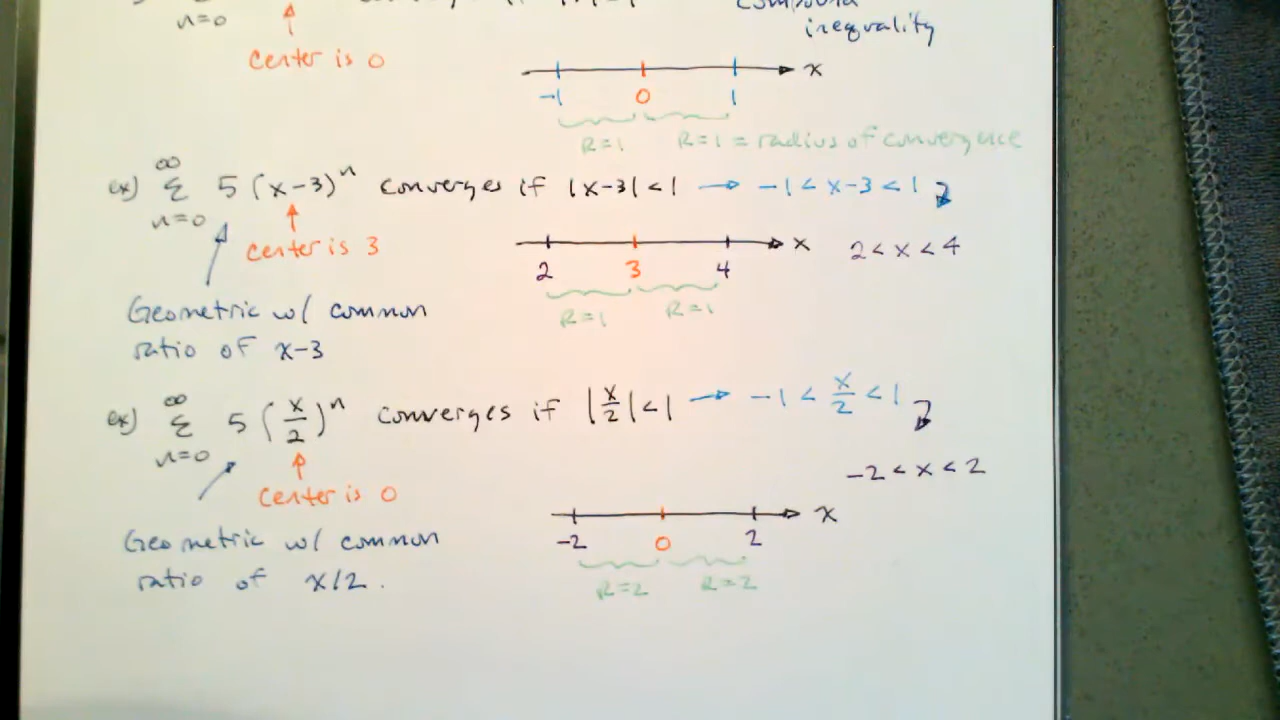 n=0
Center is 0
inequality
-1 0 1 x
R=1 R=1 = radius of convergence
ex) ∞ Σ n=0 5(x-3)^n converges if |x-3|<1 → -1 < x-3 < 1
Center is 3
2 3 4 x
2 < x < 4
R=1 R=1
Geometric w/ common
ratio of x-3
ex) ∞ Σ n=0 5(x/2)^n converges if |x/2|<1 → -1 < x/2 < 1
-2 < x < 2
Center is 0
-2 0 2 x
R=2 R=2
Geometric w/ common
ratio of x/2.